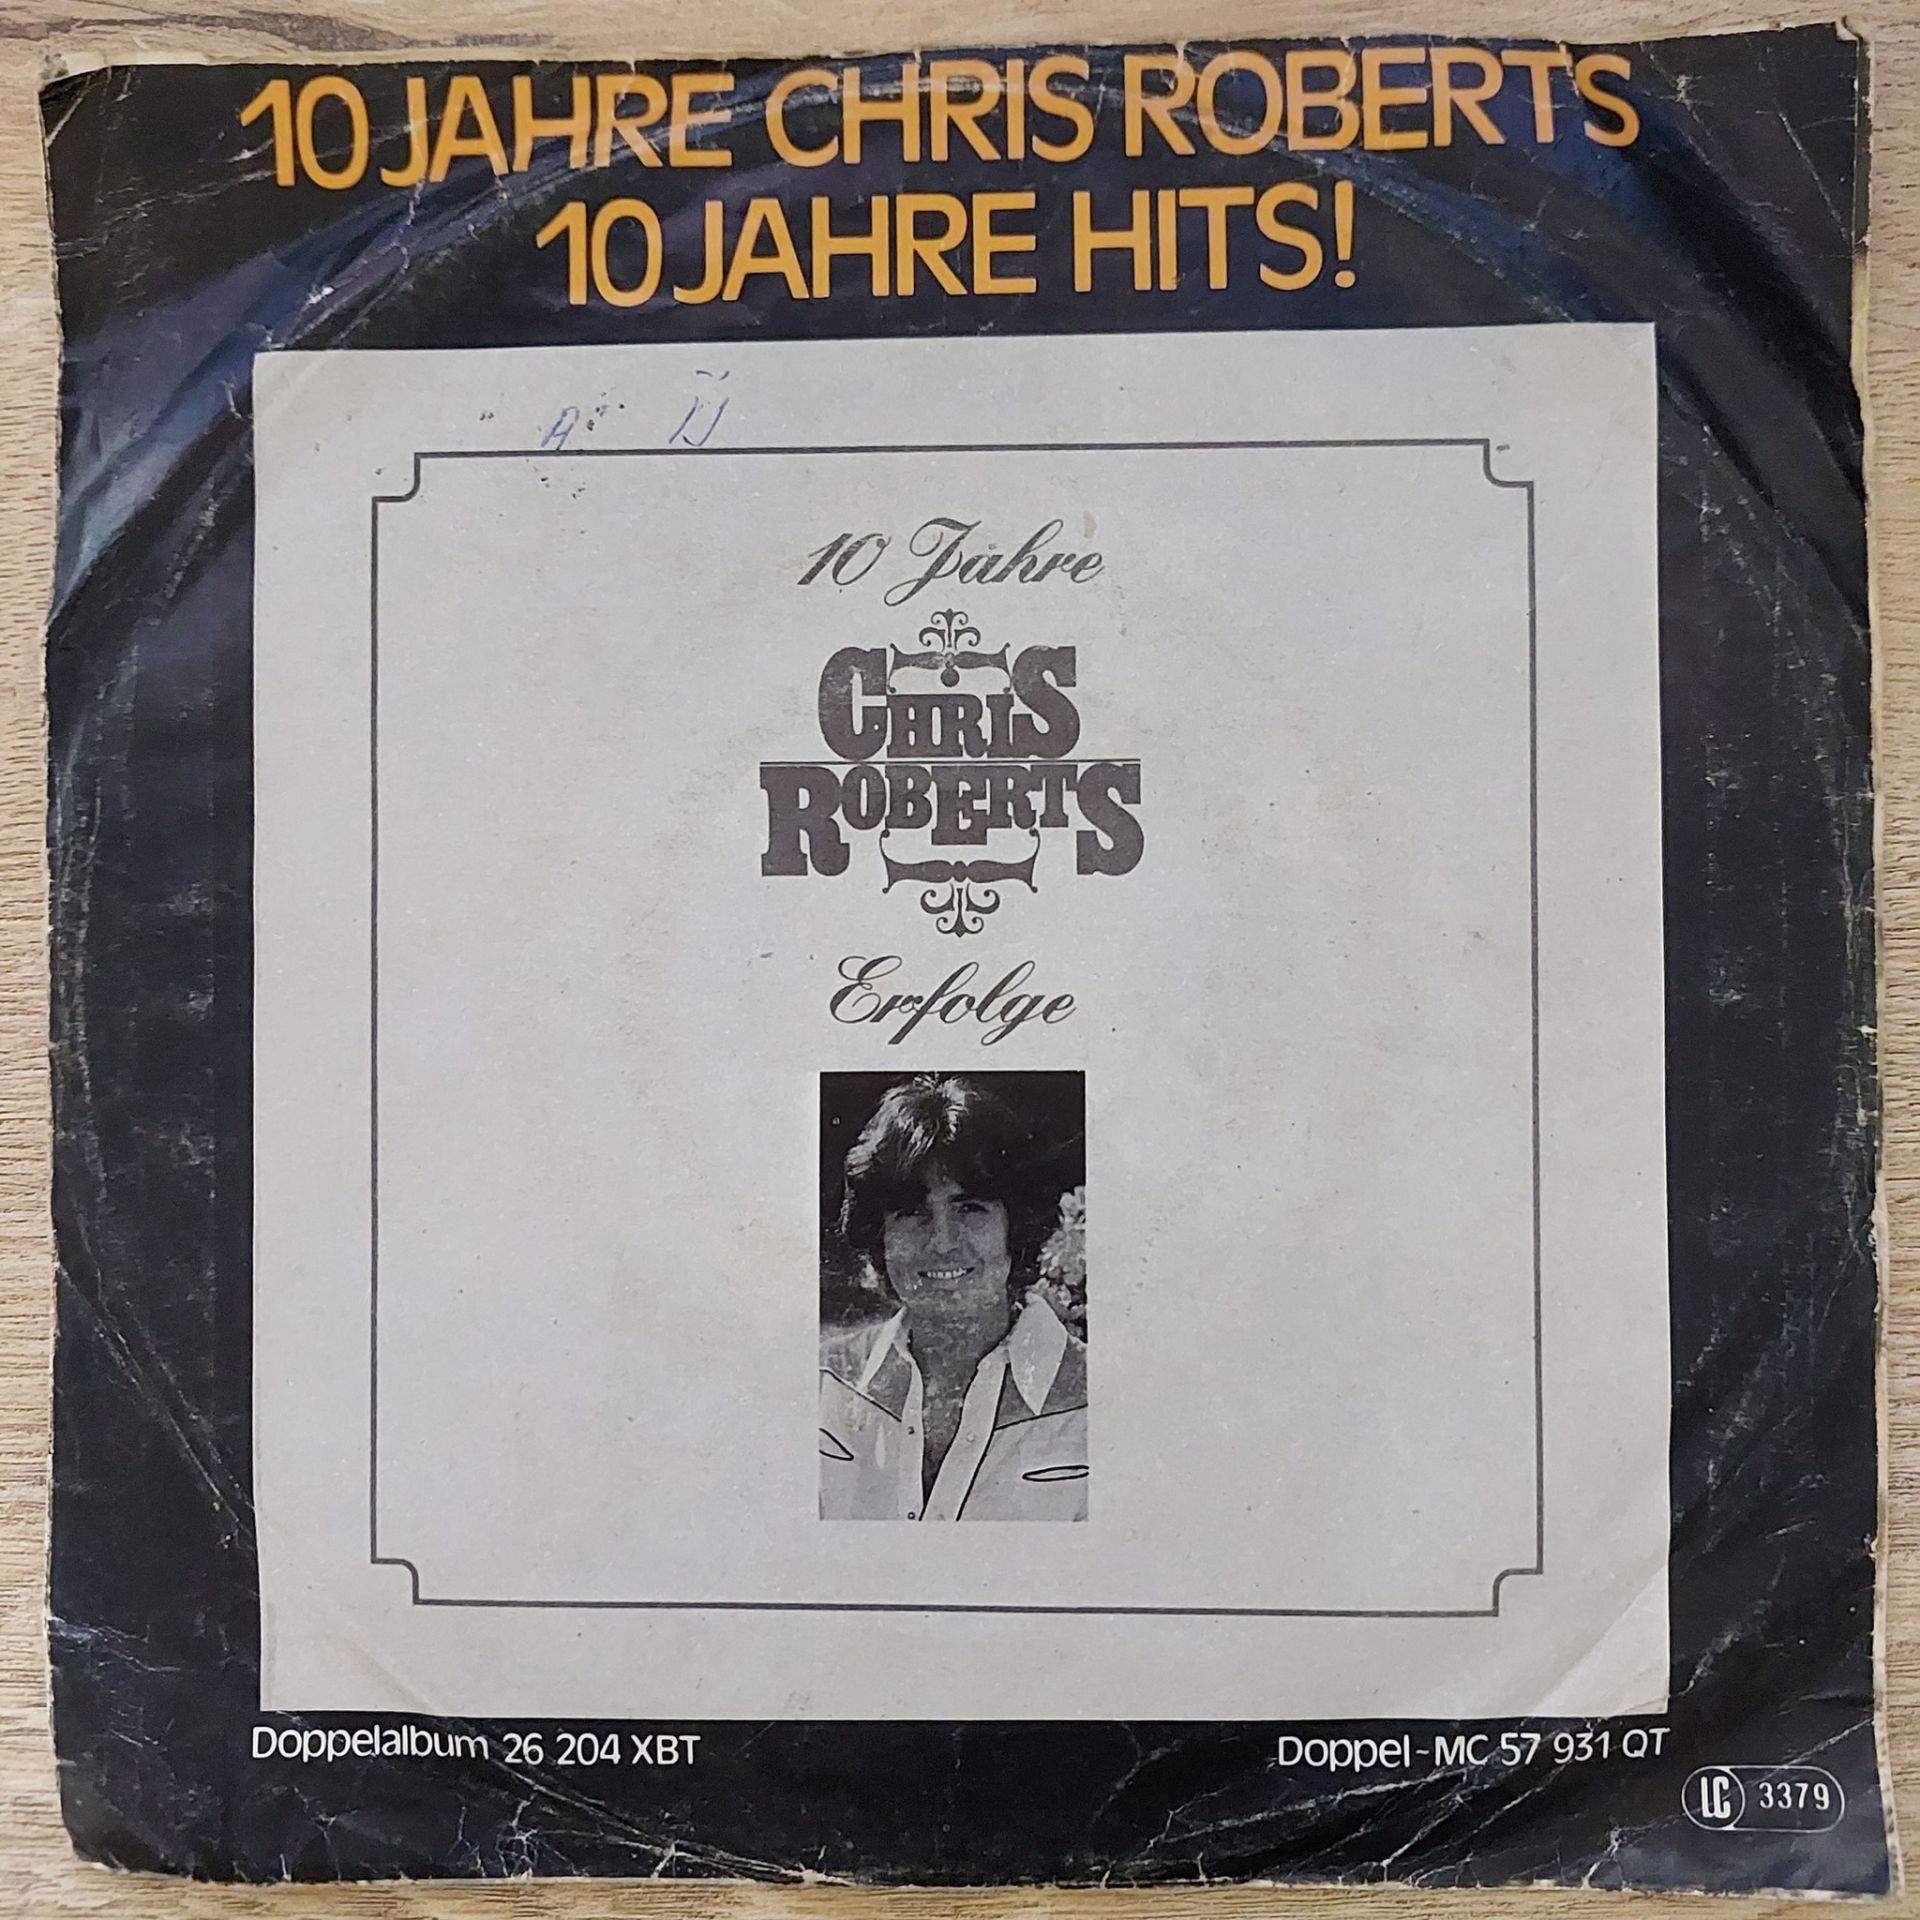 10 JAHRE CHRIS ROBERTS
10 JAHRE HITS!
10 Jahre
CHRIS
ROBERTS
Erfolge
Doppelalbum 26 204 XBT
Doppel-MC 57 931 QT
LC 3379